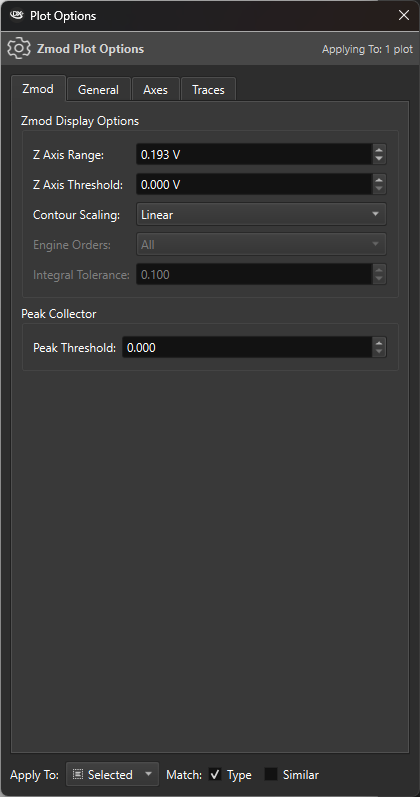 Plot Options
Zmod Plot Options
Applying To: 1 plot
Zmod General Axes Traces
Zmod Display Options
Z Axis Range: 0.193 V
Z Axis Threshold: 0.000 V
Contour Scaling: Linear
Engine Orders: All
Integral Tolerance: 0.100
Peak Collector
Peak Threshold: 0.000
Apply To: Selected Match: Type Similar